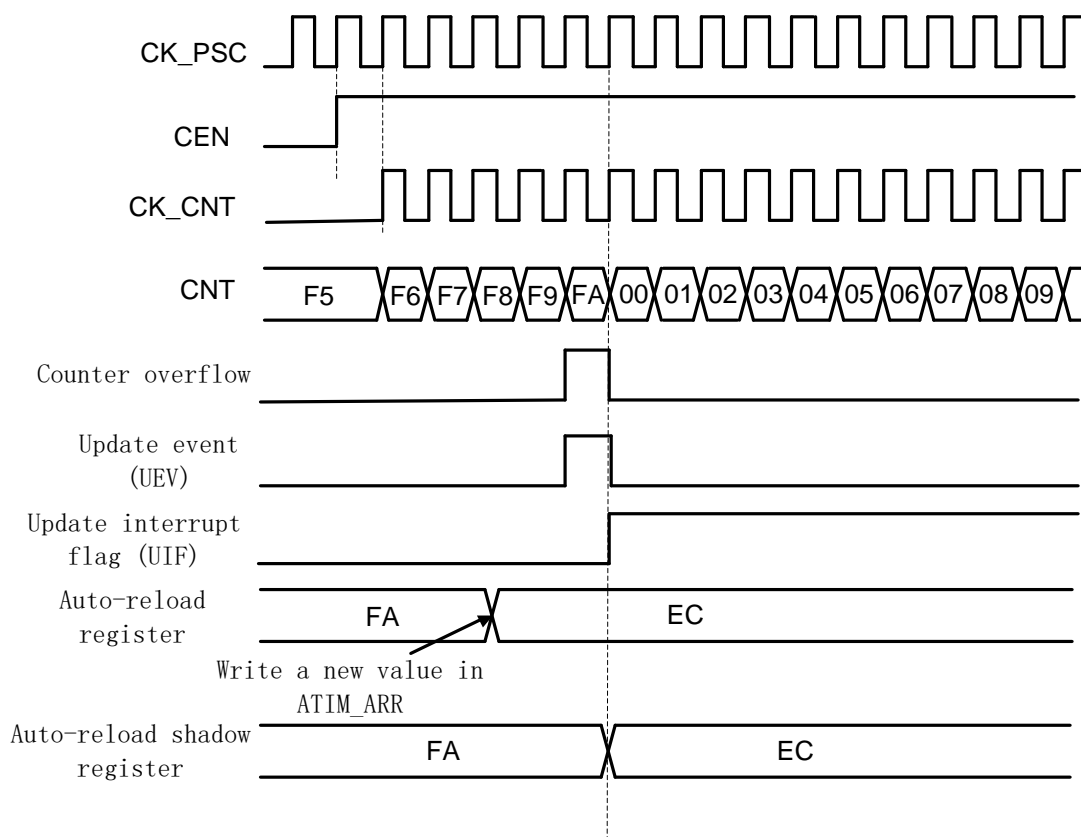 CK_PSC
CEN
CK_CNT
CNT
F5 F6 F7 F8 F9 FA 00 01 02 03 04 05 06 07 08 09
Counter overflow
Update event
(UEV)
Update interrupt
flag (UIF)
Auto-reload
register
FA EC
Write a new value in
ATIM_ARR
Auto-reload shadow
register
FA EC